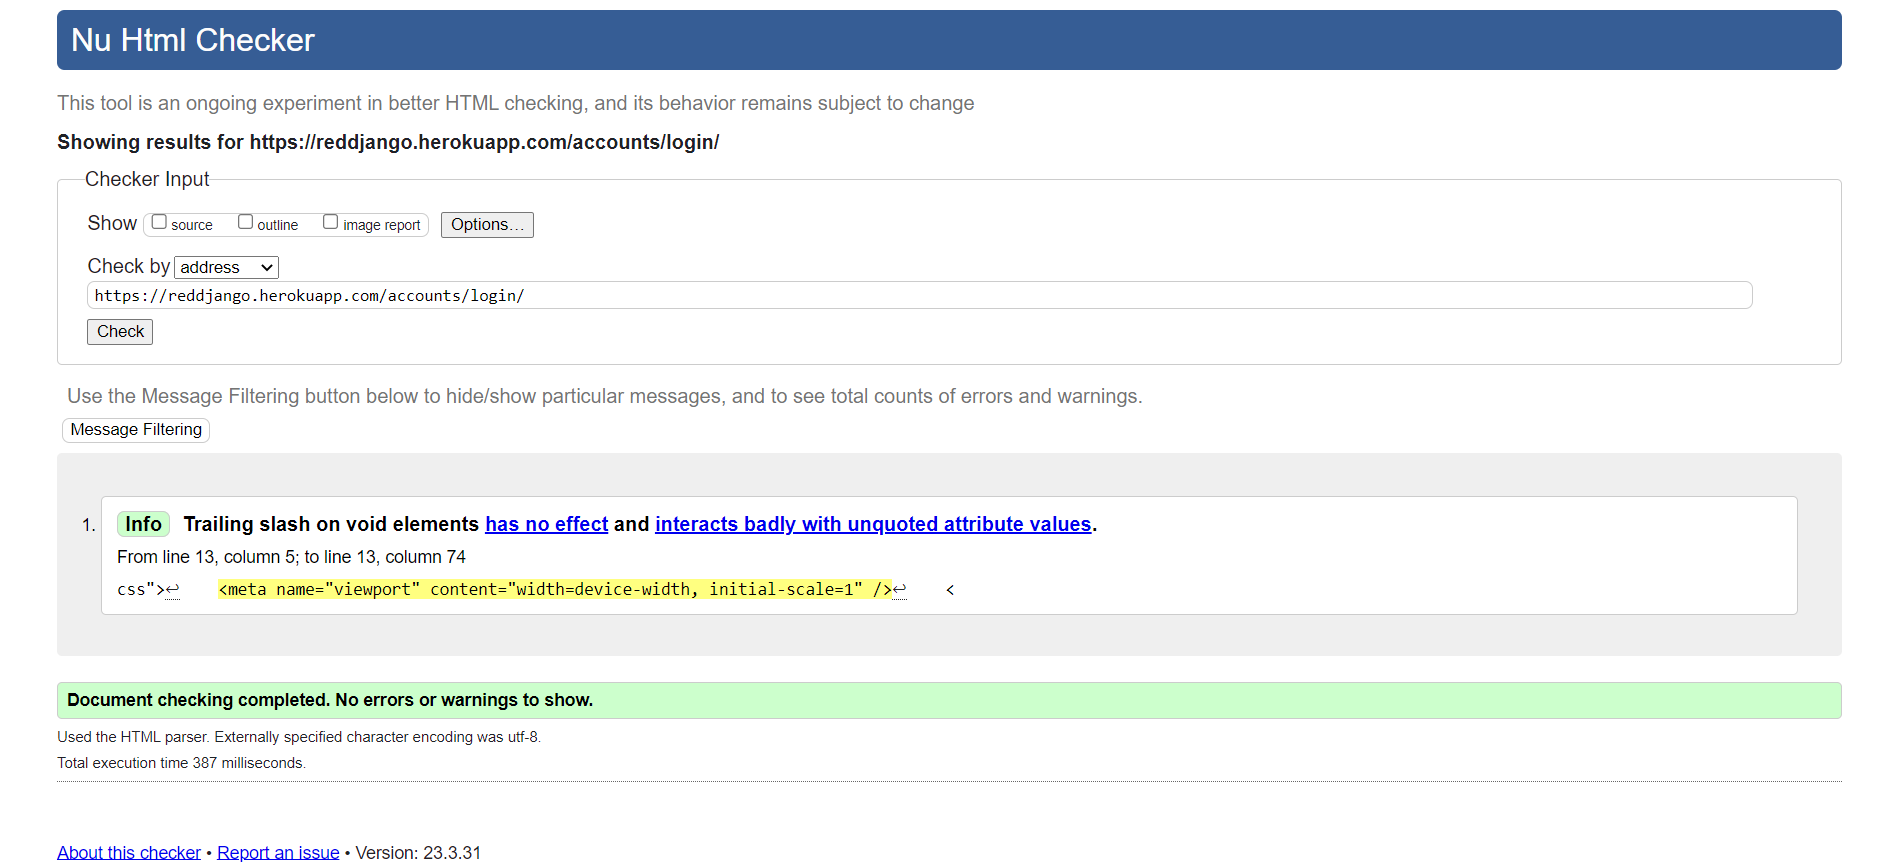 Nu Html Checker
This tool is an ongoing experiment in better HTML checking, and its behavior remains subject to change
Showing results for https://reddjango.herokuapp.com/accounts/login/
Checker Input
Show source outline image report Options...
Check by address
https://reddjango.herokuapp.com/accounts/login/
Check
Use the Message Filtering button below to hide/show particular messages, and to see total counts of errors and warnings.
Message Filtering
1. Info Trailing slash on void elements has no effect and interacts badly with unquoted attribute values.
From line 13, column 5; to line 13, column 74
css">↩ <meta name="viewport" content="width=device-width, initial-scale=1" />↩ <
Document checking completed. No errors or warnings to show.
Used the HTML parser. Externally specified character encoding was utf-8.
Total execution time 387 milliseconds.
About this checker • Report an issue • Version: 23.3.31